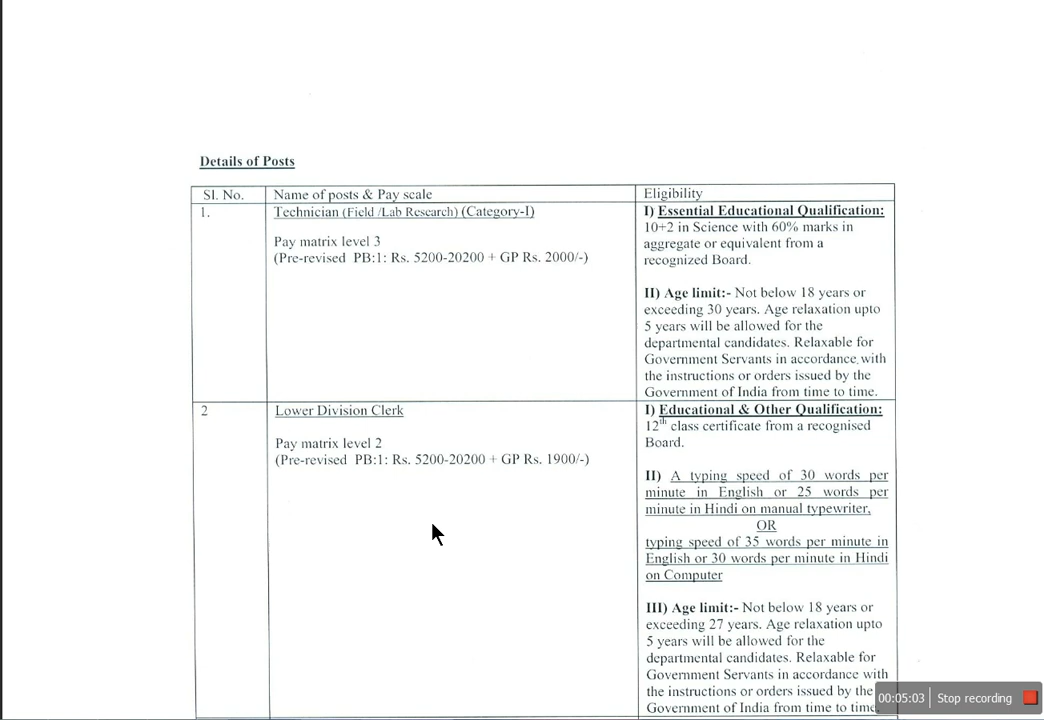 Details of Posts
Sl. No.
Name of posts & Pay scale
Eligibility
1.
Technician (Field /Lab Research) (Category-I)
Pay matrix level 3
(Pre-revised PB:1: Rs. 5200-20200 + GP Rs. 2000/-)
I) Essential Educational Qualification:
10+2 in Science with 60% marks in
aggregate or equivalent from a
recognized Board.
II) Age limit:- Not below 18 years or
exceeding 30 years. Age relaxation upto
5 years will be allowed for the
departmental candidates. Relaxable for
Government Servants in accordance with
the instructions or orders issued by the
Government of India from time to time.
2
Lower Division Clerk
Pay matrix level 2
(Pre-revised PB:1: Rs. 5200-20200 + GP Rs. 1900/-)
I) Educational & Other Qualification:
12th class certificate from a recognised
Board.
II) A typing speed of 30 words per
minute in English or 25 words per
minute in Hindi on manual typewriter,
OR
typing speed of 35 words per minute in
English or 30 words per minute in Hindi
on Computer
III) Age limit:- Not below 18 years or
exceeding 27 years. Age relaxation upto
5 years will be allowed for the
departmental candidates. Relaxable for
Government Servants in accordance with
the instructions or orders issued by the
Government of India from time to time.
00:05:03 Stop recording